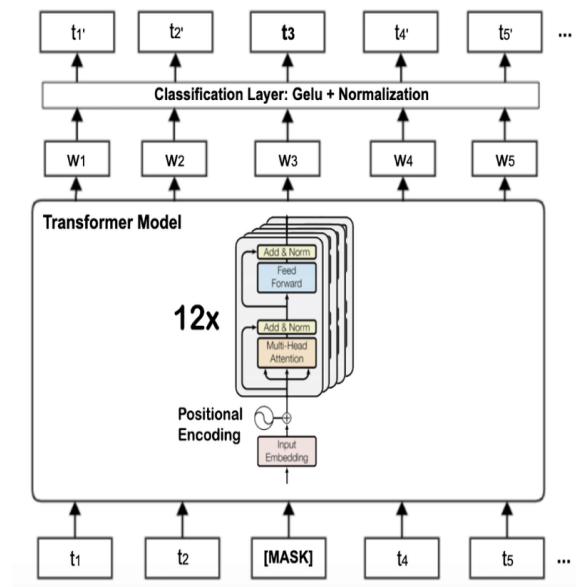 t1' t2' t3 t4' t5' ...
Classification Layer: Gelu + Normalization
W1 W2 W3 W4 W5
Transformer Model
Add & Norm
Feed
Forward
12x
Add & Norm
Multi-Head
Attention
Positional
Encoding
Input
Embedding
t1 t2 [MASK] t4 t5 ...